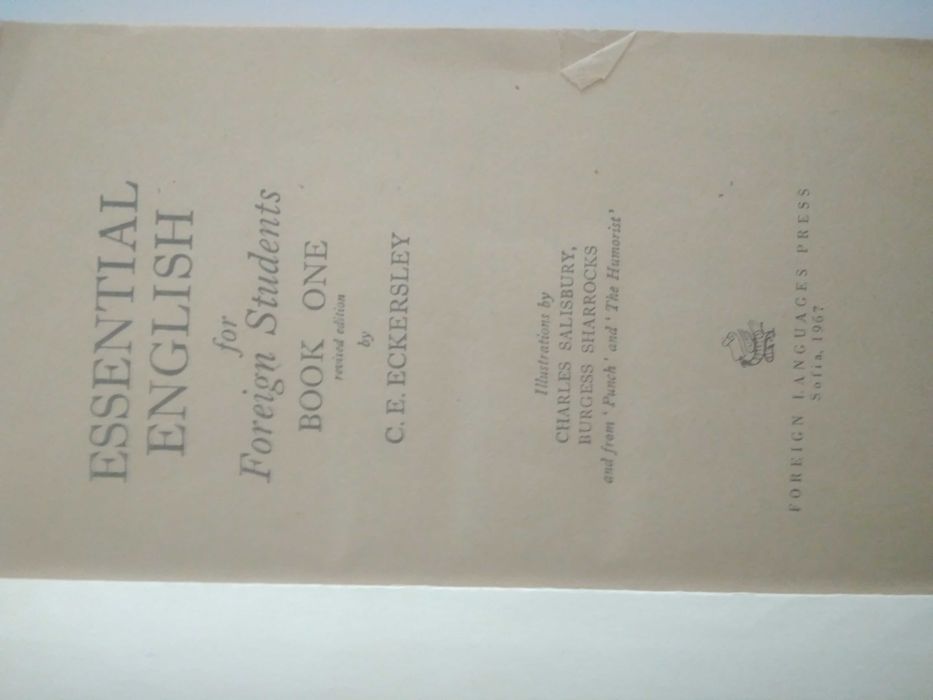 ESSENTIAL
ENGLISH
for
Foreign Students
BOOK ONE
revised edition
by
C. E. ECKERSLEY
Illustrations by
CHARLES SALISBURY,
BURGESS SHARROCKS
and from ‘ Punch ’ and ‘ The Humorist ’
FOREIGN LANGUAGES PRESS
Sofia, 1967